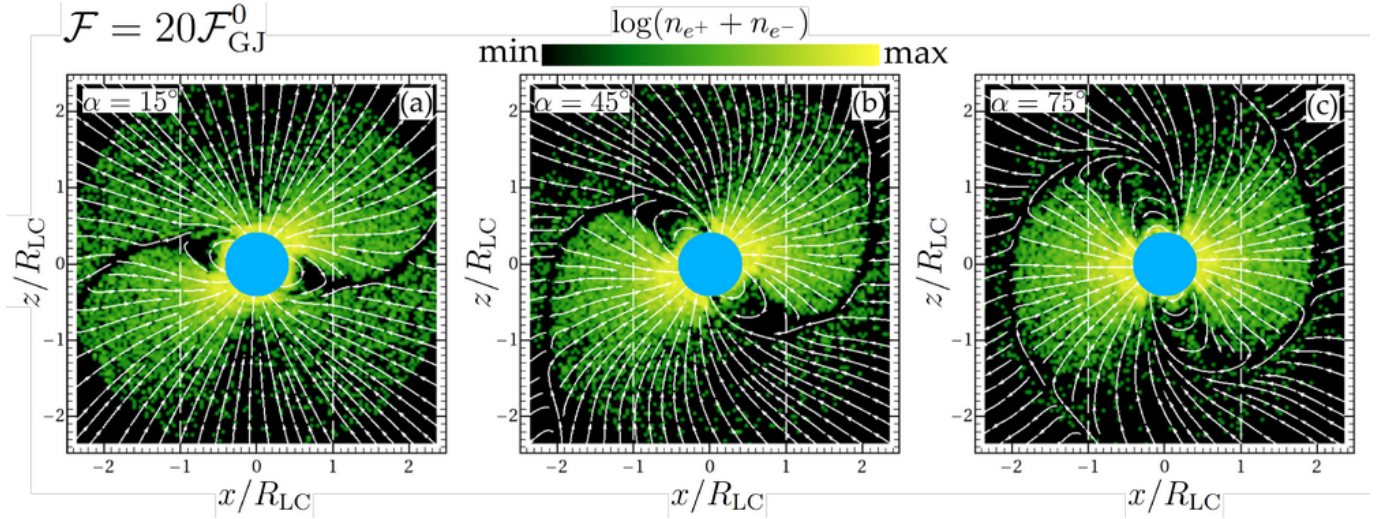 ℱ = 20ℱ⁰_GJ
log(n_e⁺ + n_e⁻)
min max
α = 15° (a)
α = 45° (b)
α = 75° (c)
z/R_LC
2
1
0
−1
−2
−2 −1 0 1 2
x/R_LC
z/R_LC
2
1
0
−1
−2
−2 −1 0 1 2
x/R_LC
z/R_LC
2
1
0
−1
−2
−2 −1 0 1 2
x/R_LC